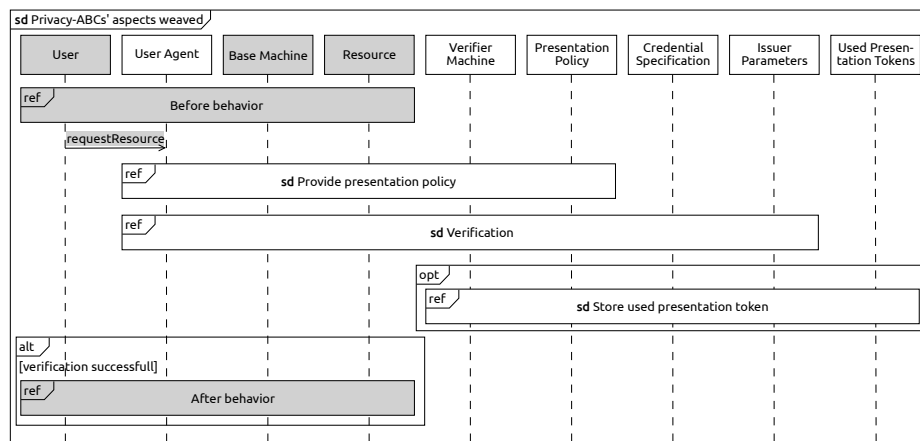 sd Privacy-ABCs' aspects weaved
User
User Agent
Base Machine
Resource
Verifier
Machine
Presentation
Policy
Credential
Specification
Issuer
Parameters
Used Presen-
tation Tokens
ref
Before behavior
requestResource
ref
sd Provide presentation policy
ref
sd Verification
opt
ref
sd Store used presentation token
alt
[verification successfull]
ref
After behavior